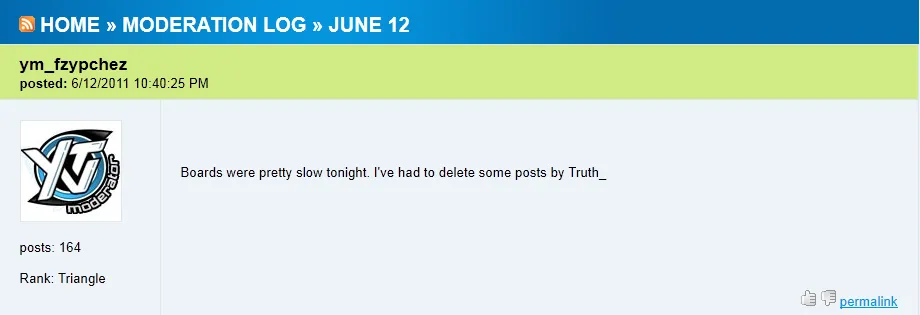 HOME » MODERATION LOG » JUNE 12
ym_fzypchez
posted: 6/12/2011 10:40:25 PM
YTV
moderator
Boards were pretty slow tonight. I've had to delete some posts by Truth_
posts: 164
Rank: Triangle
permalink